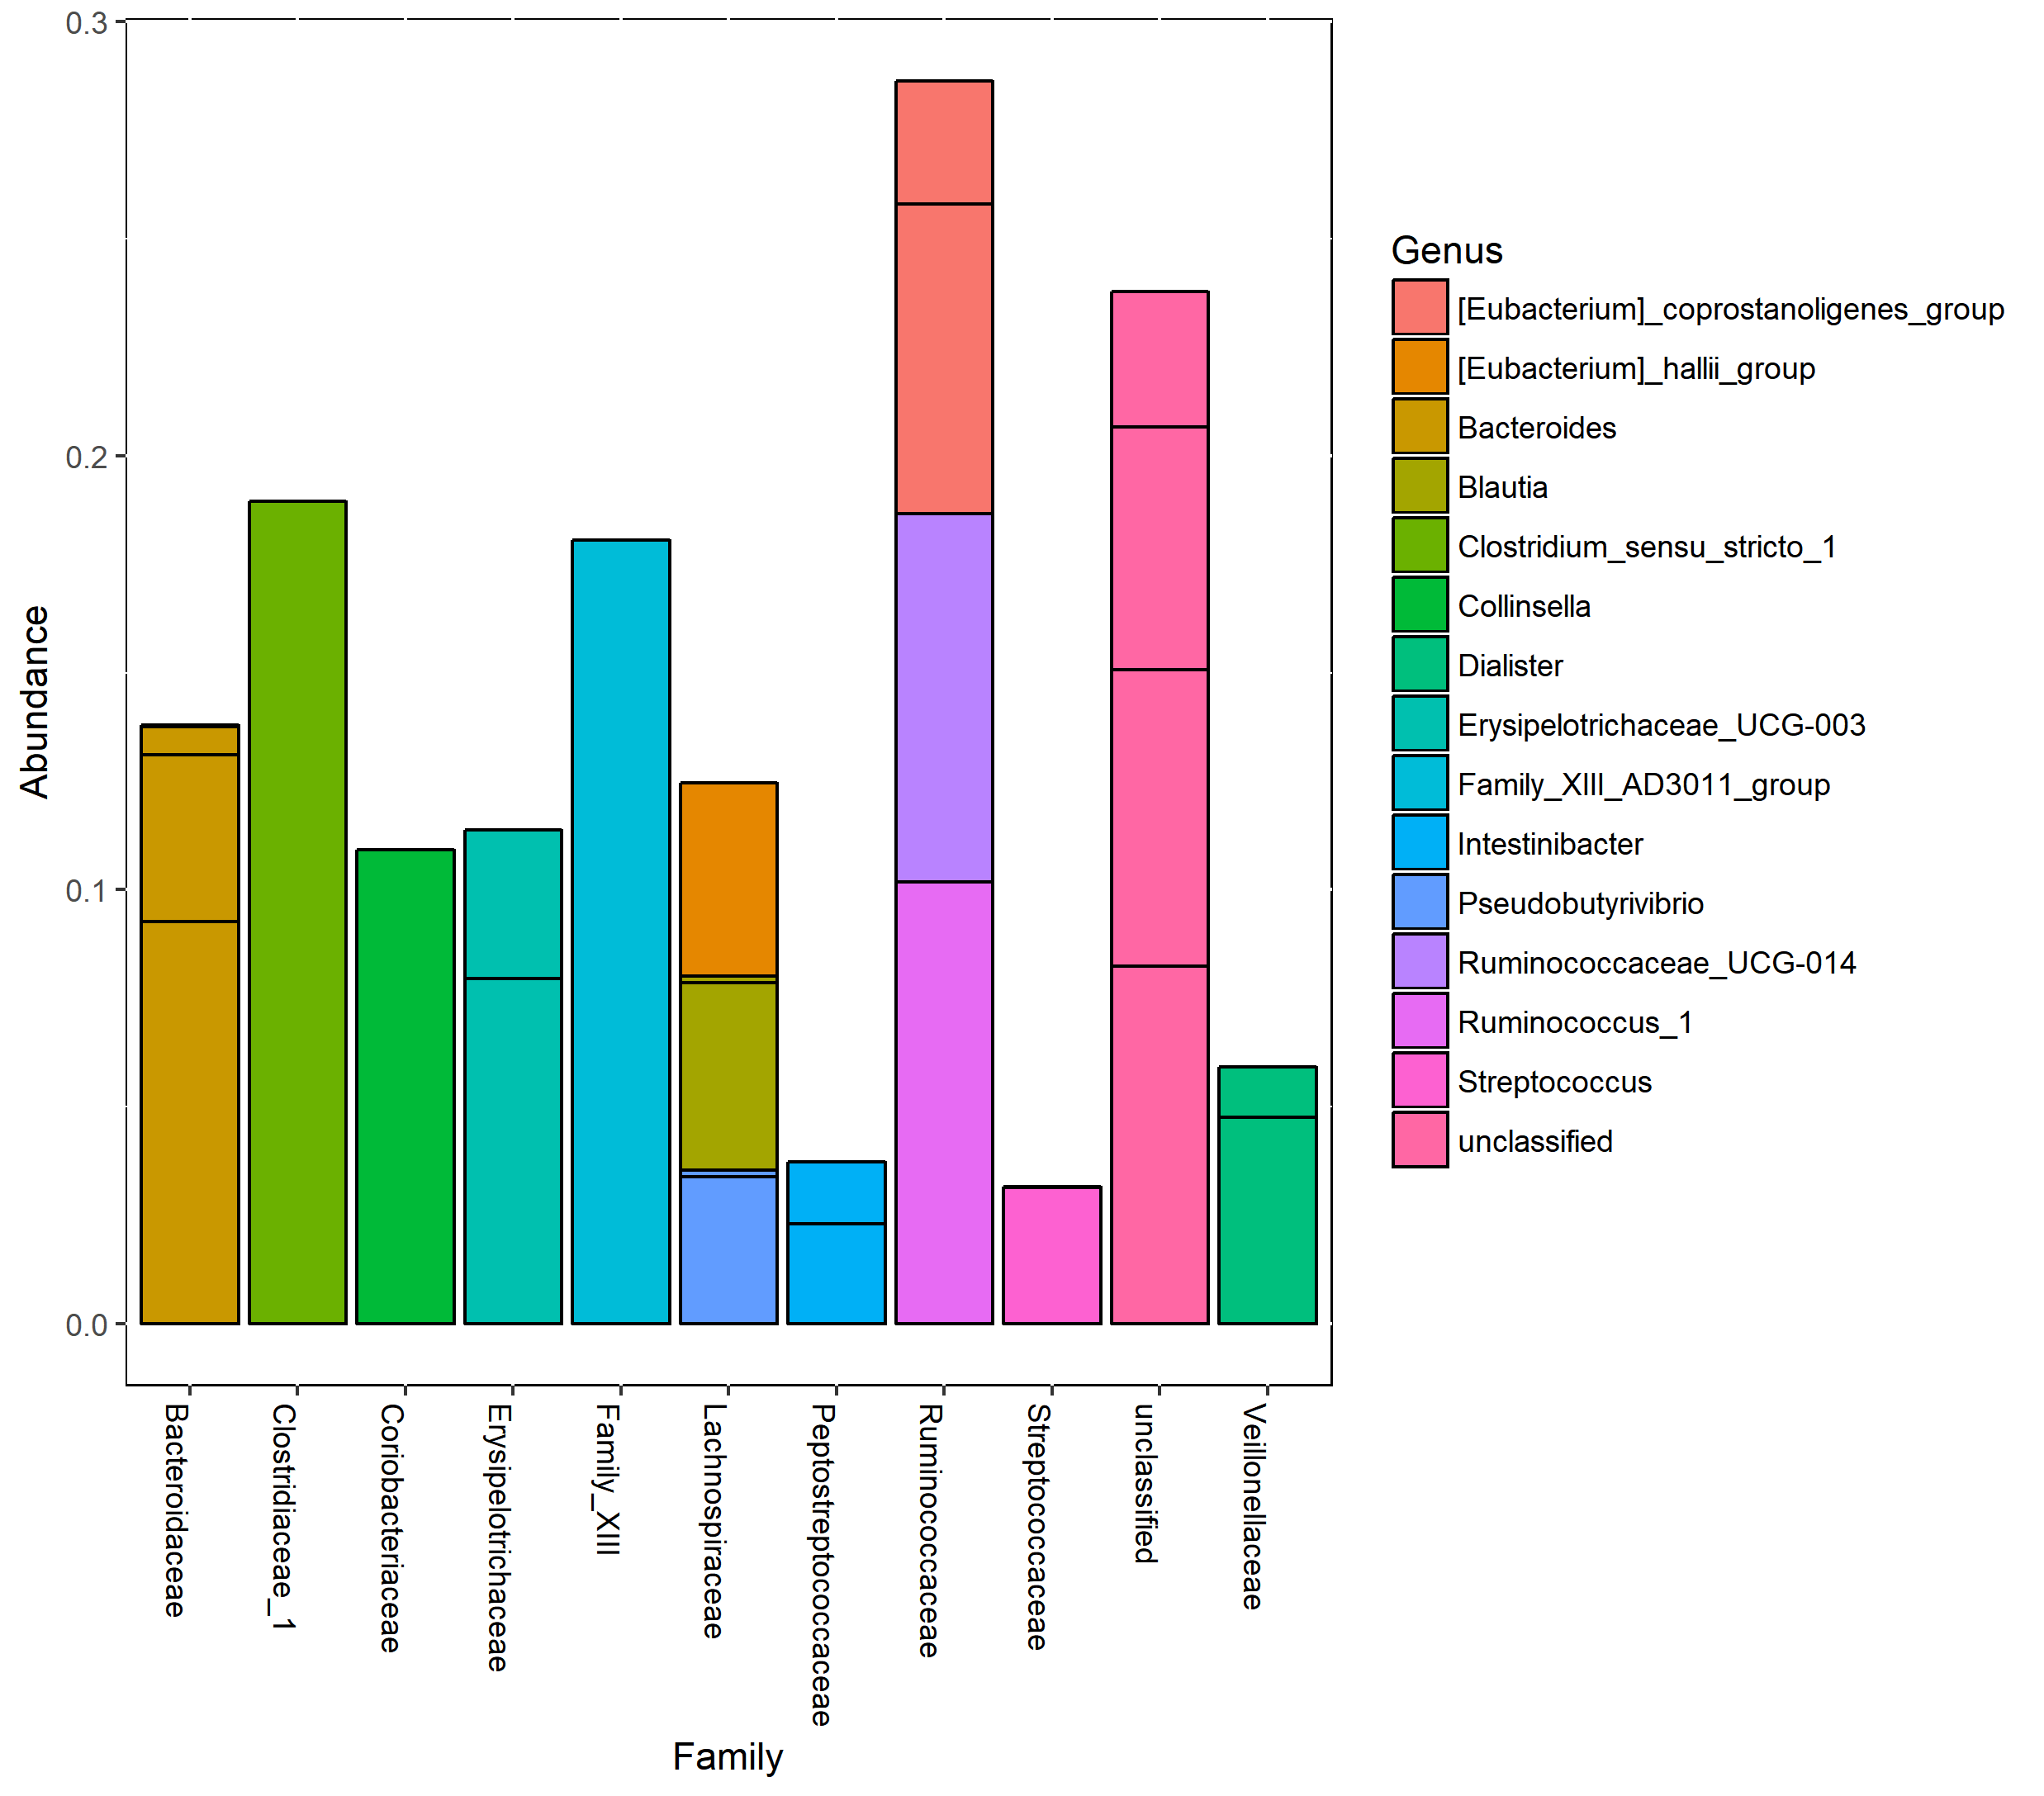 0.3
0.2
0.1
0.0
Abundance
Bacteroidaceae
Clostridiaceae_1
Coriobacteriaceae
Erysipelotrichaceae
Family_XIII
Lachnospiraceae
Peptostreptococcaceae
Ruminococcaceae
Streptococcaceae
unclassified
Veillonellaceae
Family
Genus
[Eubacterium]_coprostanoligenes_group
[Eubacterium]_hallii_group
Bacteroides
Blautia
Clostridium_sensu_stricto_1
Collinsella
Dialister
Erysipelotrichaceae_UCG-003
Family_XIII_AD3011_group
Intestinibacter
Pseudobutyrivibrio
Ruminococcaceae_UCG-014
Ruminococcus_1
Streptococcus
unclassified